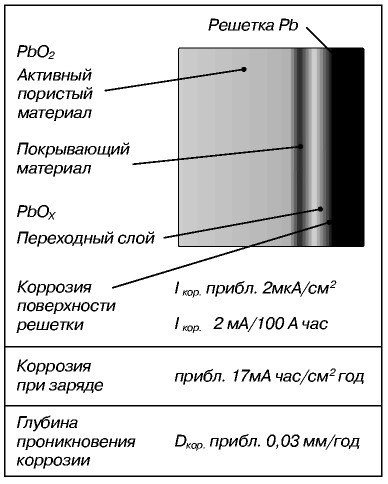 Решетка Pb
PbO₂
Активный
пористый
материал
Покрывающий
материал
PbOₓ
Переходный слой
Коррозия
поверхности
решетки
I кор. прибл. 2мкА/см²
I кор. 2 мА/100 А час
Коррозия
при заряде
прибл. 17мА час/см² год
Глубина
проникновения
коррозии
Dкор. прибл. 0,03 мм/год